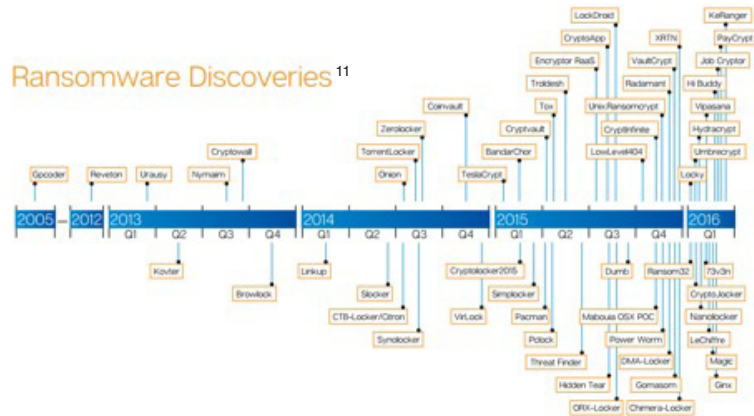 LockDroid
KeRanger
CryptoApp
XRTN
PayCrypt
Encryptor RaaS
VaultCrypt
Job Cryptor
Ransomware Discoveries 11
Troldesh
Radamant
Hi Buddy
Coinvault
Tox
Unix.Ransomcrypt
Vipasana
Zerolocker
Cryptvault
CryptInfinite
Hydracrypt
Cryptowall
TorrentLocker
BandarChor
LowLevel404
Umbrecrypt
Gpcoder
Reveton
Urausy
Nymaim
Onion
TeslaCrypt
Locky
2005
2012
2013
2014
2015
2016
Q1
Q2
Q3
Q4
Q1
Q2
Q3
Q4
Q1
Q2
Q3
Q4
Q1
Kovter
Linkup
Cryptolocker2015
Dumb
Ransom32
73v3n
Browlock
Slocker
Simplocker
CryptoJocker
CTB-Locker/Citron
VirLock
Pacman
Mabouia OSX POC
Nanolocker
Synolocker
Pclock
Power Worm
LeChiffre
Threat Finder
DMA-Locker
Magic
Hidden Tear
Gomasom
Ginx
ORX-Locker
Chimera-Locker